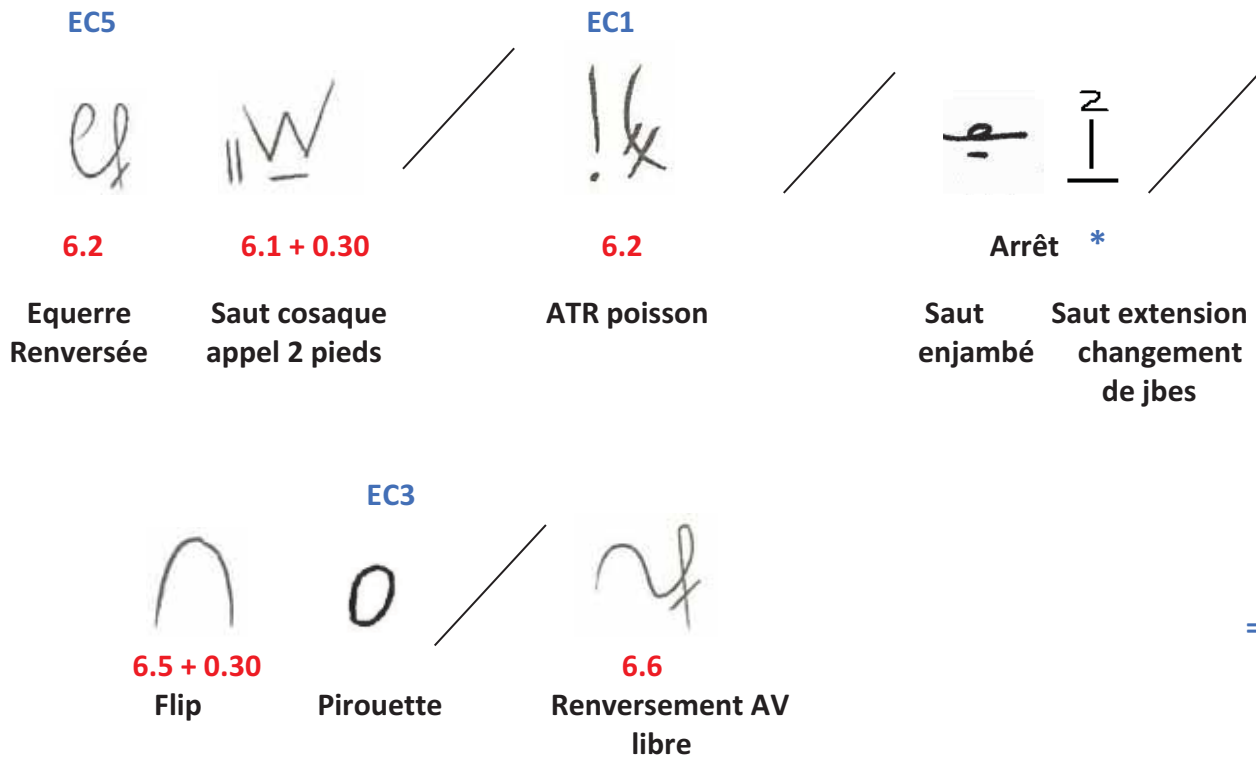 EC5 EC1
2
6.2 6.1 + 0.30 6.2 Arrêt *
Equerre Saut cosaque ATR poisson Saut Saut extension
Renversée appel 2 pieds enjambé changement
de jbes
EC3
=
6.5 + 0.30 6.6
Flip Pirouette Renversement AV
libre